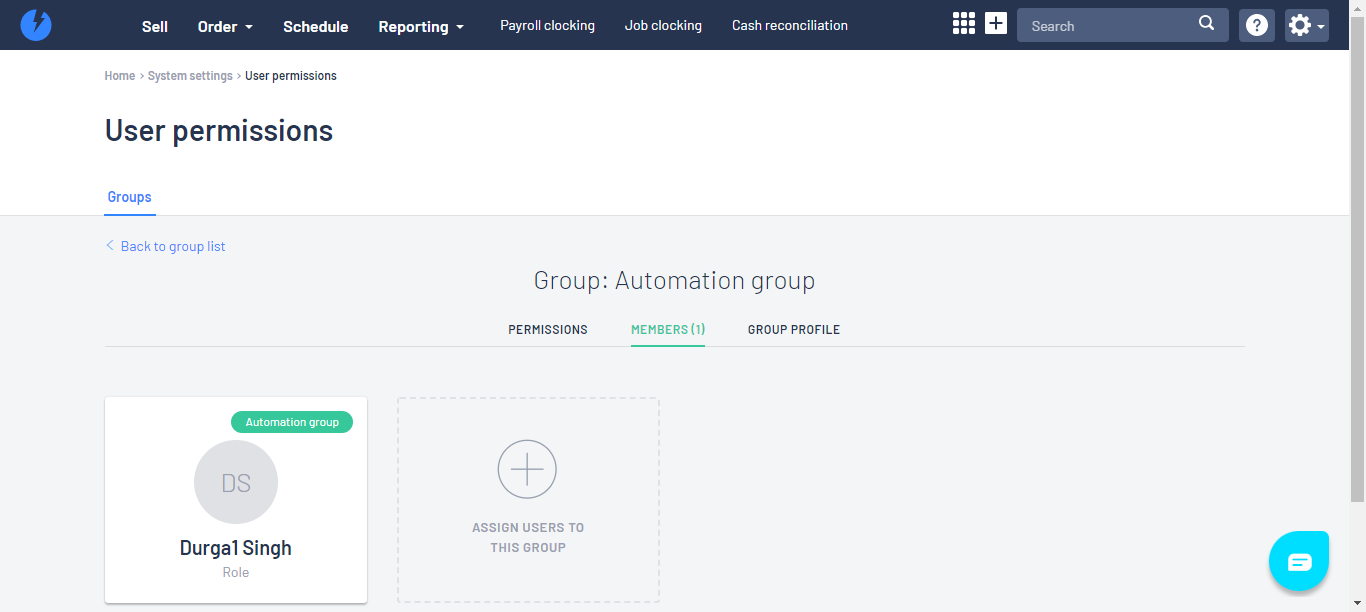 Sell Order Schedule Reporting Payroll clocking Job clocking Cash reconciliation Search ?
Home › System settings › User permissions
User permissions
Groups
Back to group list
Group: Automation group
PERMISSIONS MEMBERS (1) GROUP PROFILE
Automation group
DS
Durga1 Singh
Role
ASSIGN USERS TO
THIS GROUP